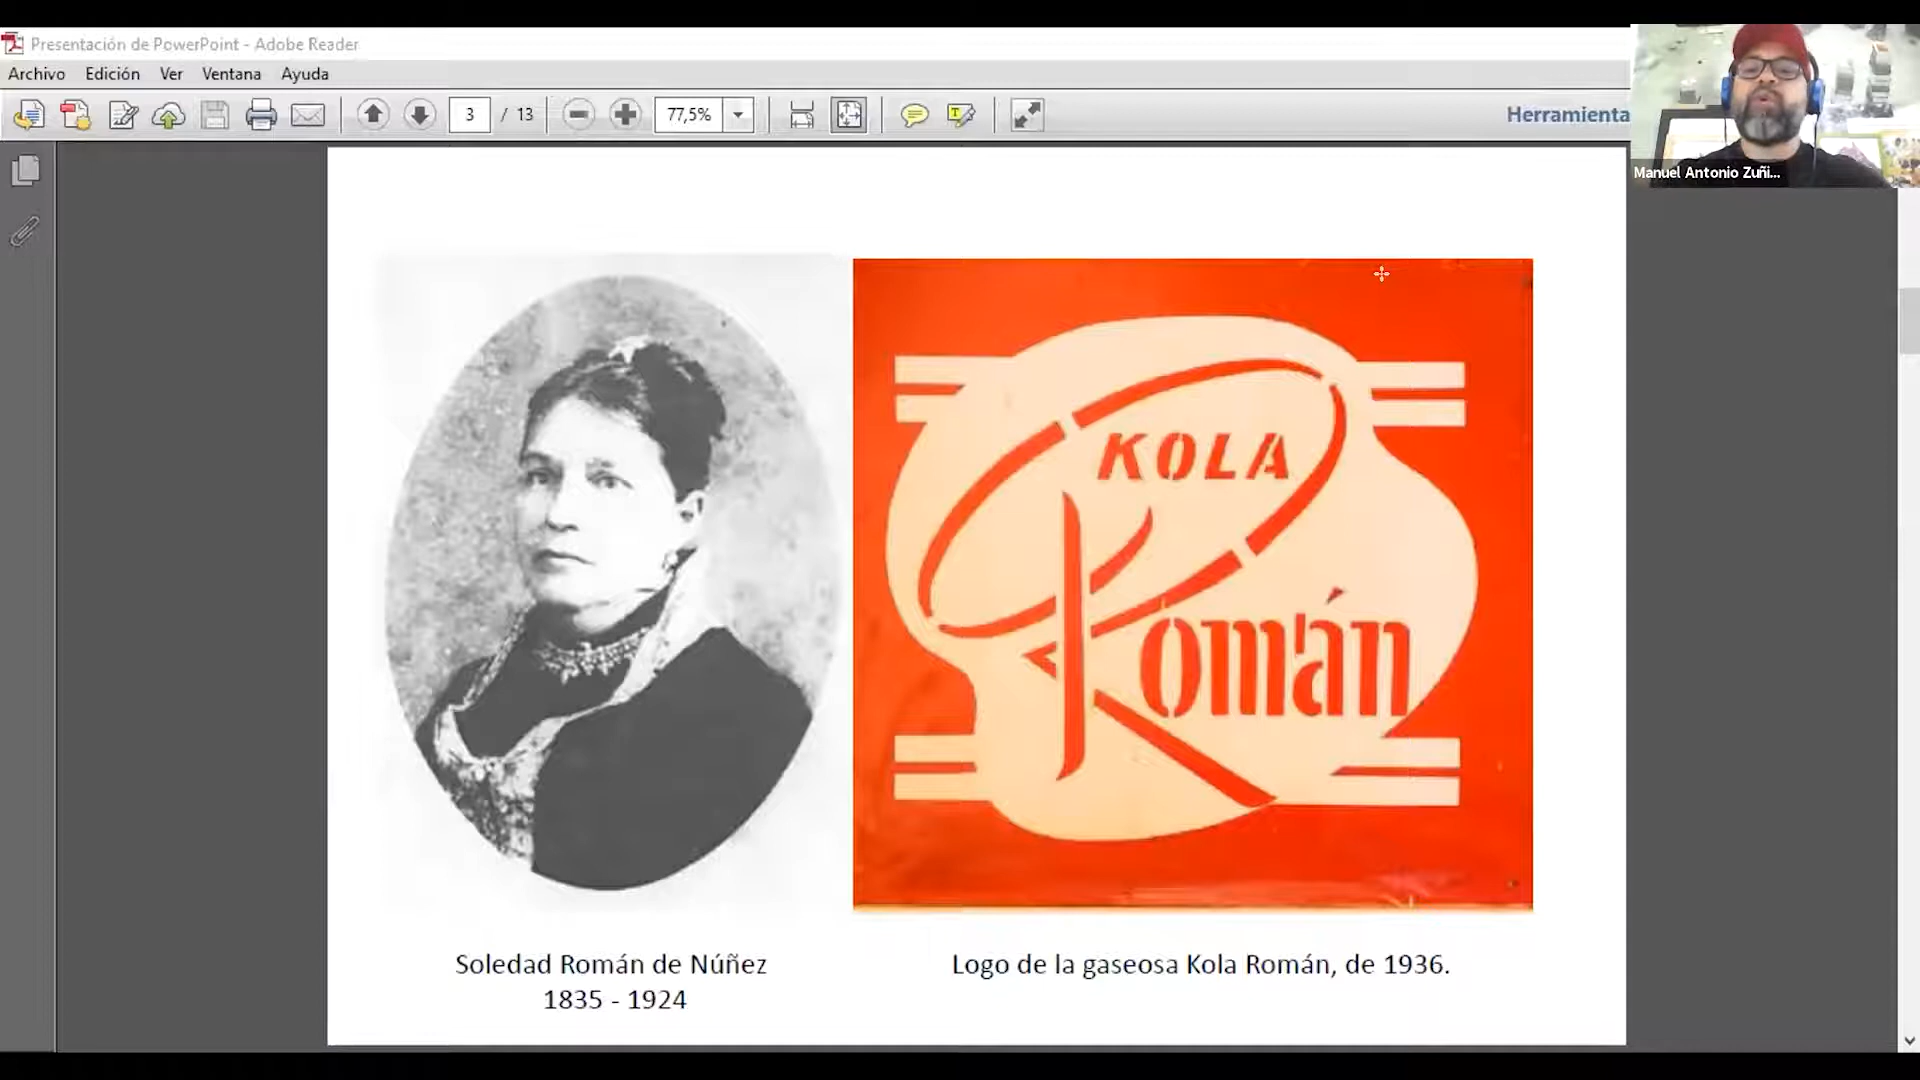 Presentación de PowerPoint - Adobe Reader
Archivo Edición Ver Ventana Ayuda
3 / 13 77,5% Herramienta
Manuel Antonio Zuñi...
KOLA
Román
Soledad Román de Núñez
1835 - 1924
Logo de la gaseosa Kola Román, de 1936.